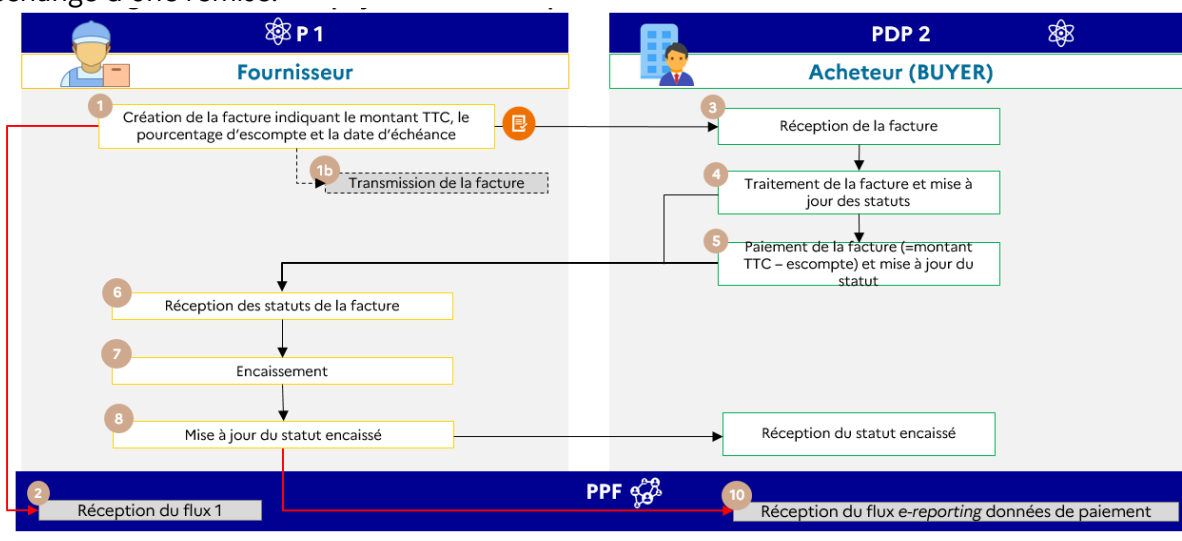 échange d'une remise.
P 1
PDP 2
Fournisseur
Acheteur (BUYER)
1
Création de la facture indiquant le montant TTC, le
pourcentage d'escompte et la date d'échéance
3
Réception de la facture
1b
Transmission de la facture
4
Traitement de la facture et mise à
jour des statuts
5
Paiement de la facture (=montant
TTC – escompte) et mise à jour du
statut
6
Réception des statuts de la facture
7
Encaissement
8
Mise à jour du statut encaissé
Réception du statut encaissé
PPF
2
Réception du flux 1
10
Réception du flux e-reporting données de paiement